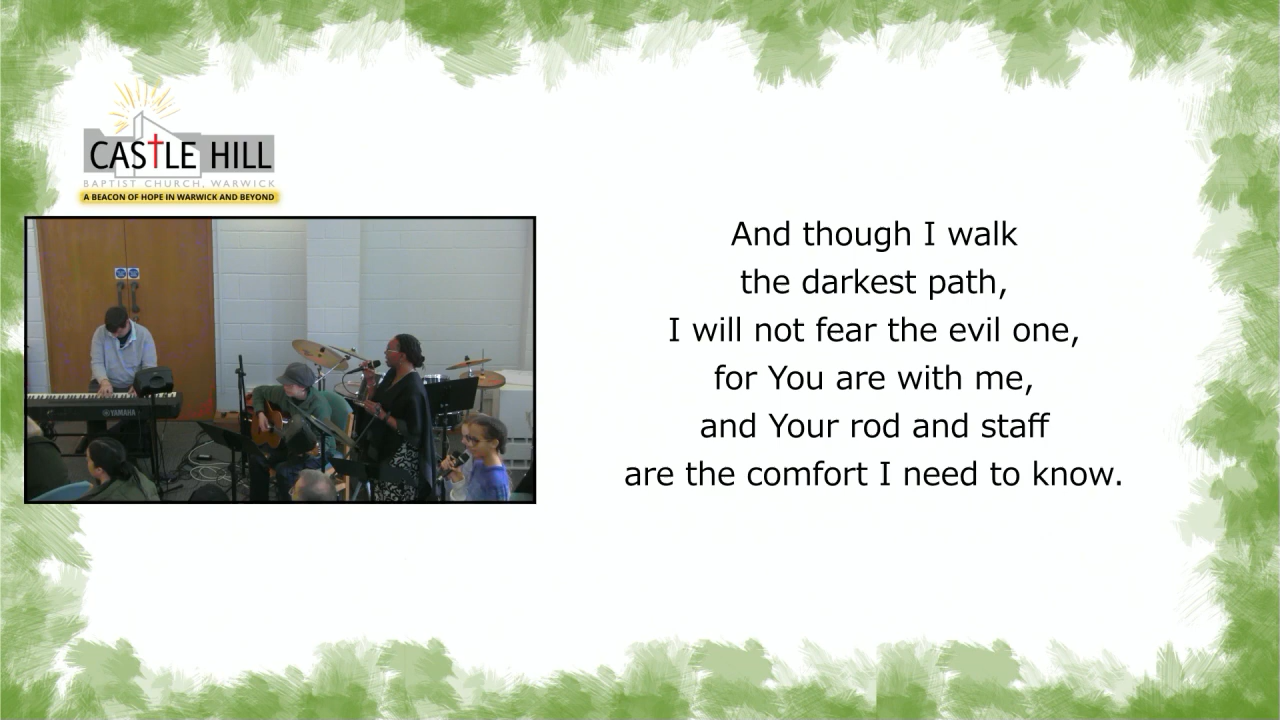 CASTLE HILL
BAPTIST CHURCH, WARWICK
A BEACON OF HOPE IN WARWICK AND BEYOND
YAMAHA
And though I walk
the darkest path,
I will not fear the evil one,
for You are with me,
and Your rod and staff
are the comfort I need to know.